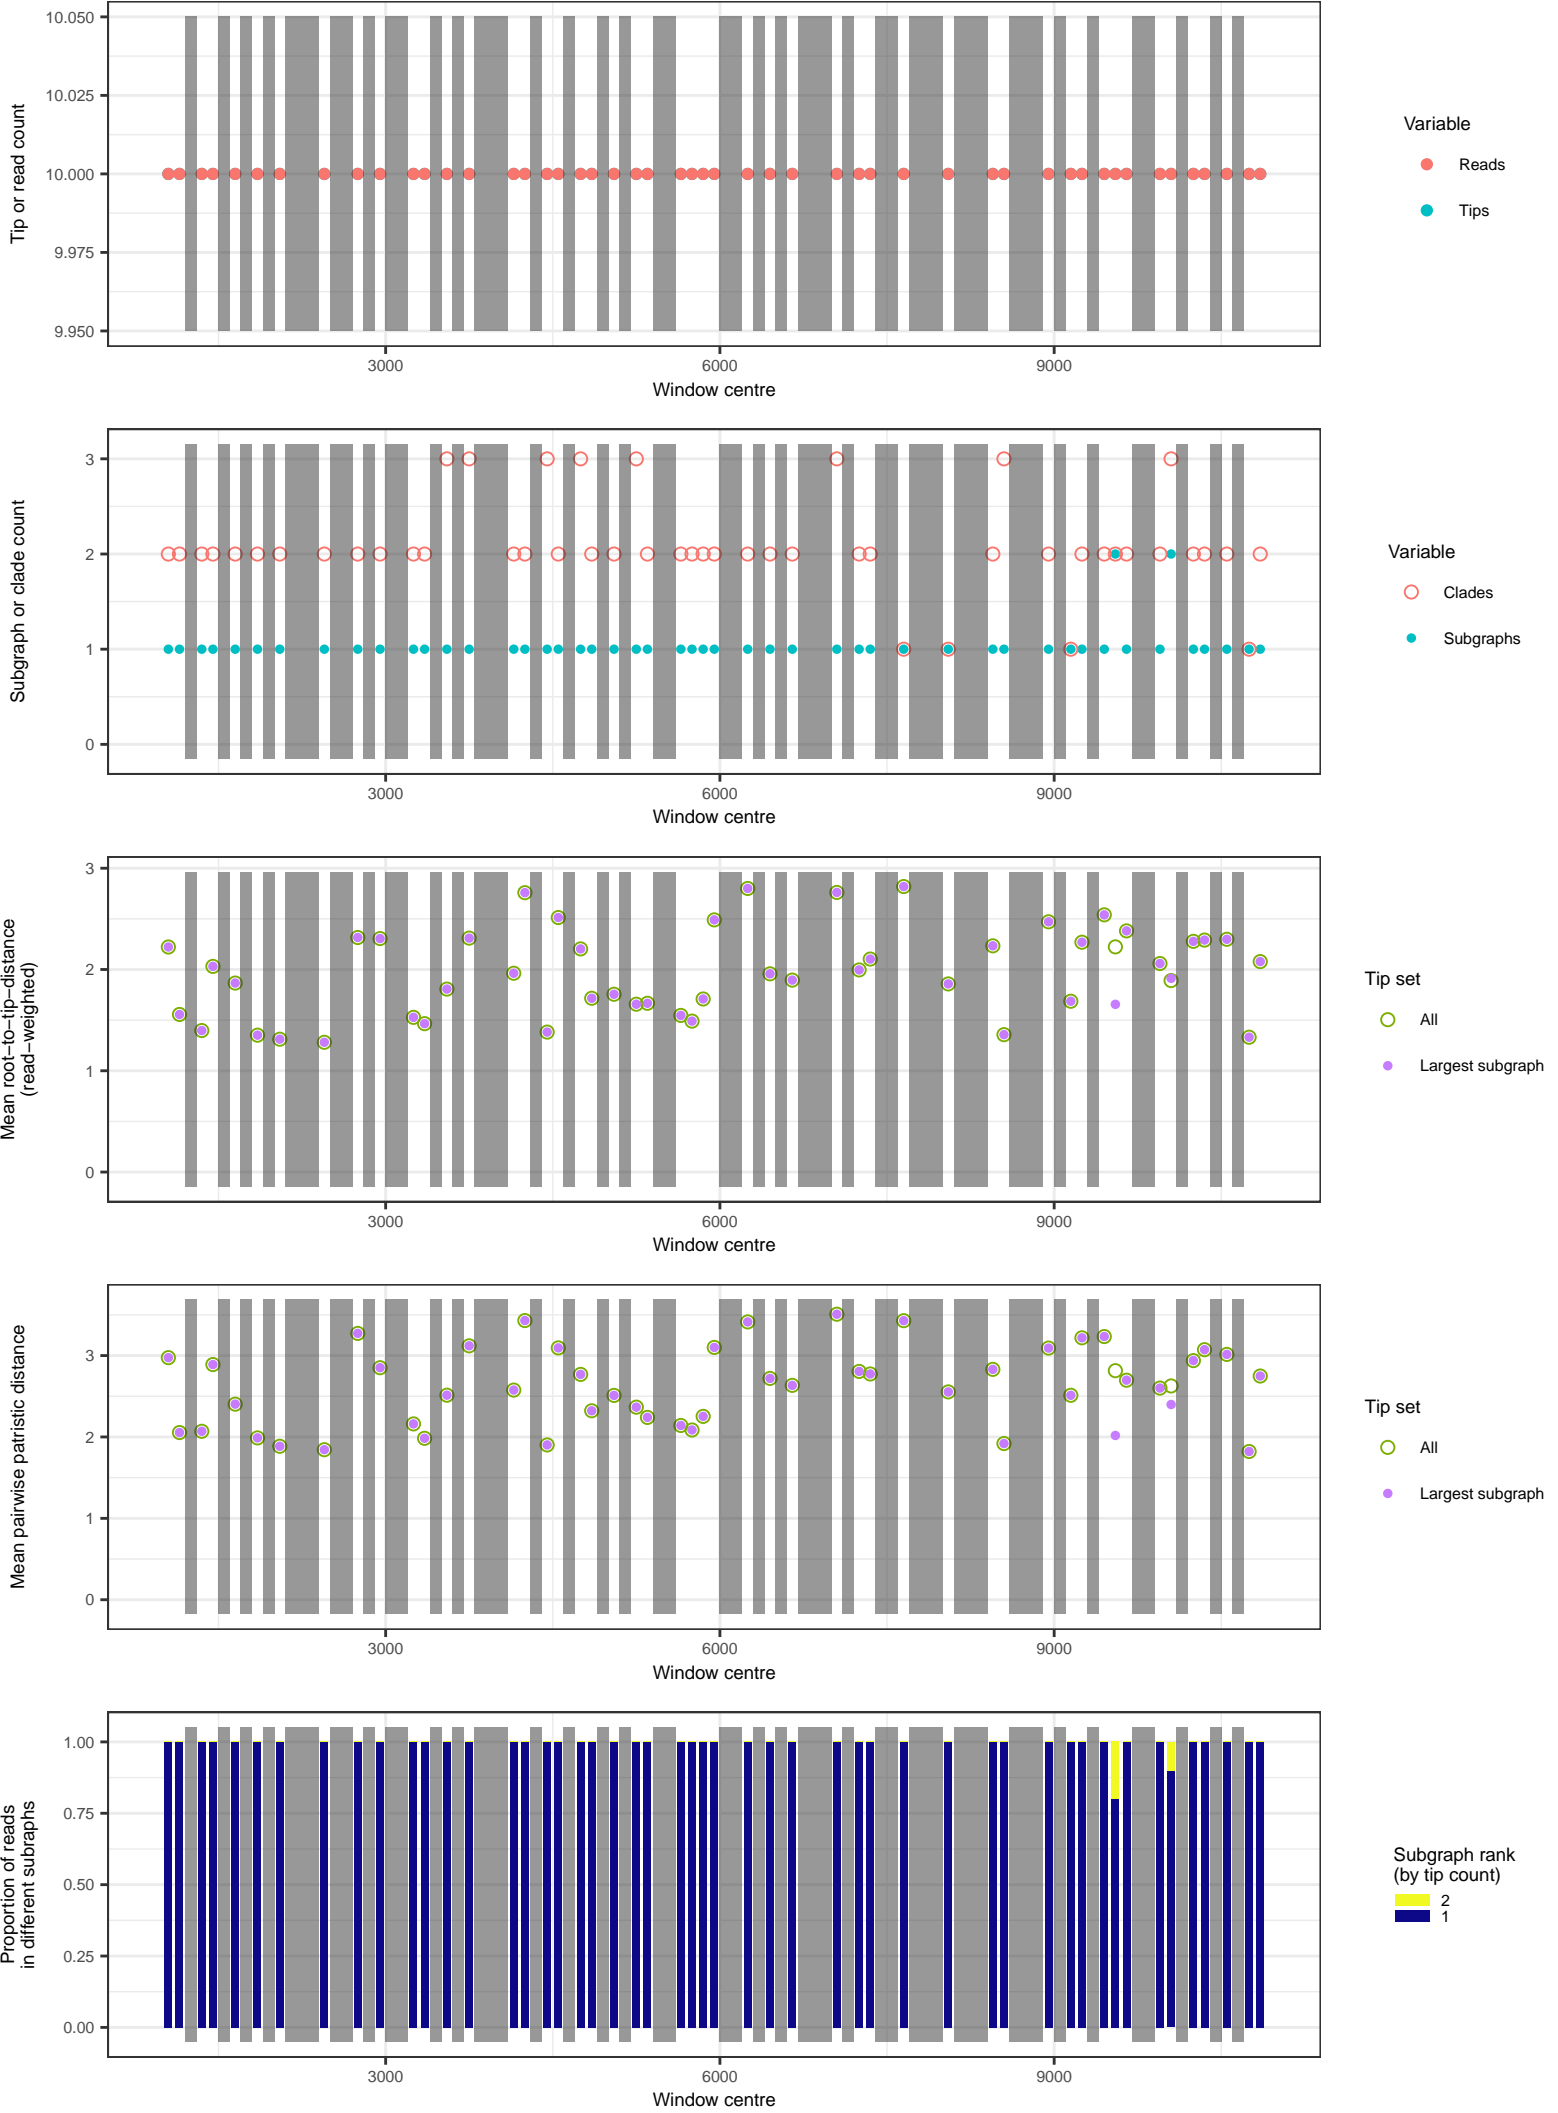 10.050
10.025
10.000
9.975
9.950
Tip or read count
3000
6000
9000
Window centre
Variable
Reads
Tips
3
2
1
0
Subgraph or clade count
3000
6000
9000
Window centre
Variable
Clades
Subgraphs
3
2
1
0
Mean root−to−tip−distance
(read−weighted)
3000
6000
9000
Window centre
Tip set
All
Largest subgraph
3
2
1
0
Mean pairwise patristic distance
3000
6000
9000
Window centre
Tip set
All
Largest subgraph
1.00
0.75
0.50
0.25
0.00
Proportion of reads
in different subraphs
3000
6000
9000
Window centre
Subgraph rank
(by tip count)
2
1